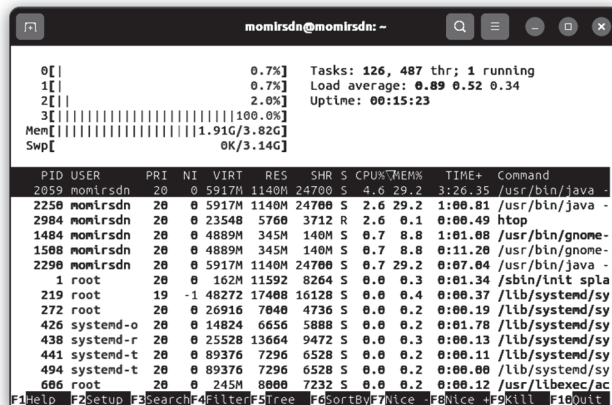 momirsdn@momirsdn: ~
0[| 0.7%] Tasks: 126, 487 thr; 1 running
1[| 0.7%] Load average: 0.89 0.52 0.34
2[|| 2.0%] Uptime: 00:15:23
3[||||||||||||||||||||||||100.0%]
Mem[|||||||||||||||||||1.91G/3.82G]
Swp[ 0K/3.14G]
PID USER PRI NI VIRT RES SHR S CPU%▽MEM% TIME+ Command
2059 momirsdn 20 0 5917M 1140M 24700 S 4.6 29.2 3:26.35 /usr/bin/java -
2250 momirsdn 20 0 5917M 1140M 24700 S 2.6 29.2 1:00.81 /usr/bin/java -
2984 momirsdn 20 0 23548 5760 3712 R 2.6 0.1 0:00.49 htop
1484 momirsdn 20 0 4889M 345M 140M S 0.7 8.8 1:01.08 /usr/bin/gnome-
1508 momirsdn 20 0 4889M 345M 140M S 0.7 8.8 0:11.20 /usr/bin/gnome-
2290 momirsdn 20 0 5917M 1140M 24700 S 0.7 29.2 0:07.04 /usr/bin/java -
1 root 20 0 162M 11592 8264 S 0.0 0.3 0:01.34 /sbin/init spla
219 root 19 -1 48272 17408 16128 S 0.0 0.4 0:00.37 /lib/systemd/sy
272 root 20 0 26916 7040 4736 S 0.0 0.2 0:00.19 /lib/systemd/sy
426 systemd-o 20 0 14824 6656 5888 S 0.0 0.2 0:01.78 /lib/systemd/sy
438 systemd-r 20 0 25528 13664 9472 S 0.0 0.3 0:00.13 /lib/systemd/sy
441 systemd-t 20 0 89376 7296 6528 S 0.0 0.2 0:00.11 /lib/systemd/sy
494 systemd-t 20 0 89376 7296 6528 S 0.0 0.2 0:00.00 /lib/systemd/sy
606 root 20 0 245M 8000 7232 S 0.0 0.2 0:00.12 /usr/libexec/ac
F1Help F2Setup F3SearchF4FilterF5Tree F6SortByF7Nice -F8Nice +F9Kill F10Quit